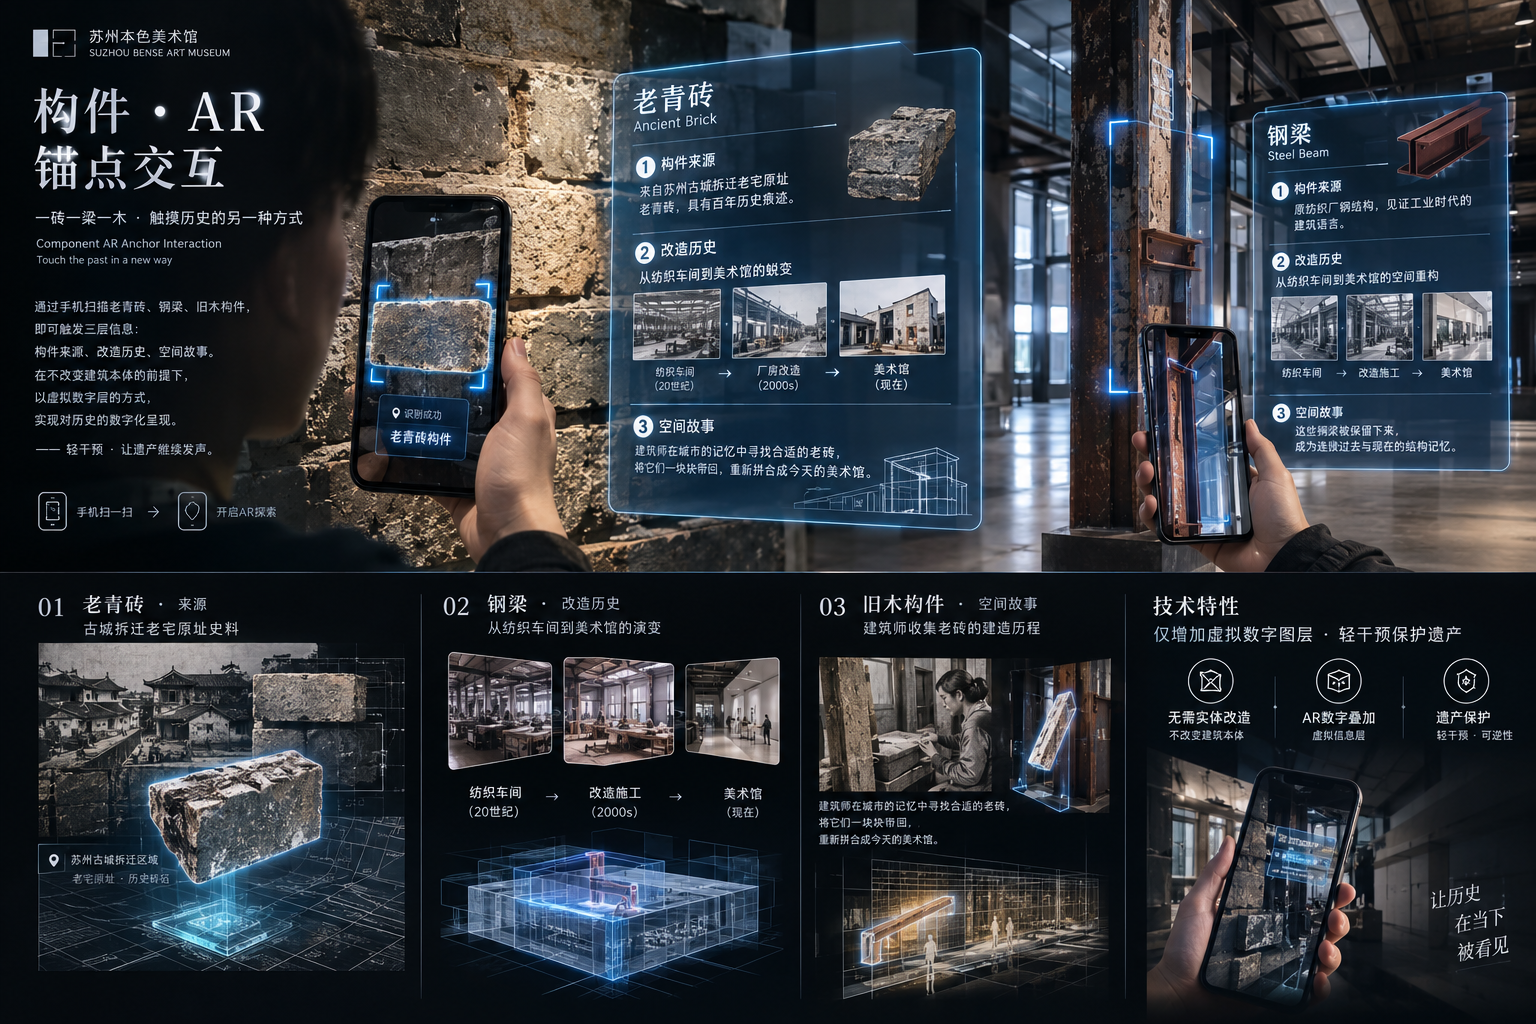 苏州本色美术馆
SUZHOU BENSE ART MUSEUM
构件·AR
锚点交互
一砖一梁一木 · 触摸历史的另一种方式
Component AR Anchor Interaction
Touch the past in a new way
通过手机扫描老青砖、钢梁、旧木构件，
即可触发三层信息：
构件来源、改造历史、空间故事。
在不改变建筑本体的前提下，
以虚拟数字层的方式，
实现对历史的数字化呈现。
—— 轻干预 · 让遗产继续发声。
手机扫一扫 → 开启AR探索
识别成功
老青砖构件
老青砖
Ancient Brick
1 构件来源
来自苏州古城拆迁老宅原址
老青砖，具有百年历史痕迹。
2 改造历史
从纺织车间到美术馆的蜕变
纺织车间 → 厂房改造 → 美术馆
（20世纪） （2000s） （现在）
3 空间故事
建筑师在城市的记忆中寻找合适的老砖，
将它们一块块带回，重新拼合成今天的美术馆。
钢梁
Steel Beam
1 构件来源
原纺织厂钢结构，见证工业时代的
建筑语言。
2 改造历史
从纺织车间到美术馆的空间重构
纺织车间 → 改造施工 → 美术馆
3 空间故事
这些钢梁被保留下来，
成为连接过去与现在的结构记忆。
01 老青砖 · 来源
古城拆迁老宅原址史料
苏州古城拆迁区域
老宅原址 · 历史砖
02 钢梁 · 改造历史
从纺织车间到美术馆的演变
纺织车间 → 改造施工 → 美术馆
（20世纪） （2000s） （现在）
03 旧木构件 · 空间故事
建筑师收集老砖的建造历程
建筑师在城市的记忆中寻找合适的老砖，
将它们一块块带回，
重新拼合成今天的美术馆。
技术特性
仅增加虚拟数字图层 · 轻干预保护遗产
无需实体改造
不改变建筑本体
AR数字叠加
虚拟信息层
遗产保护
轻干预 · 可逆性
让历史
在当下
被看见